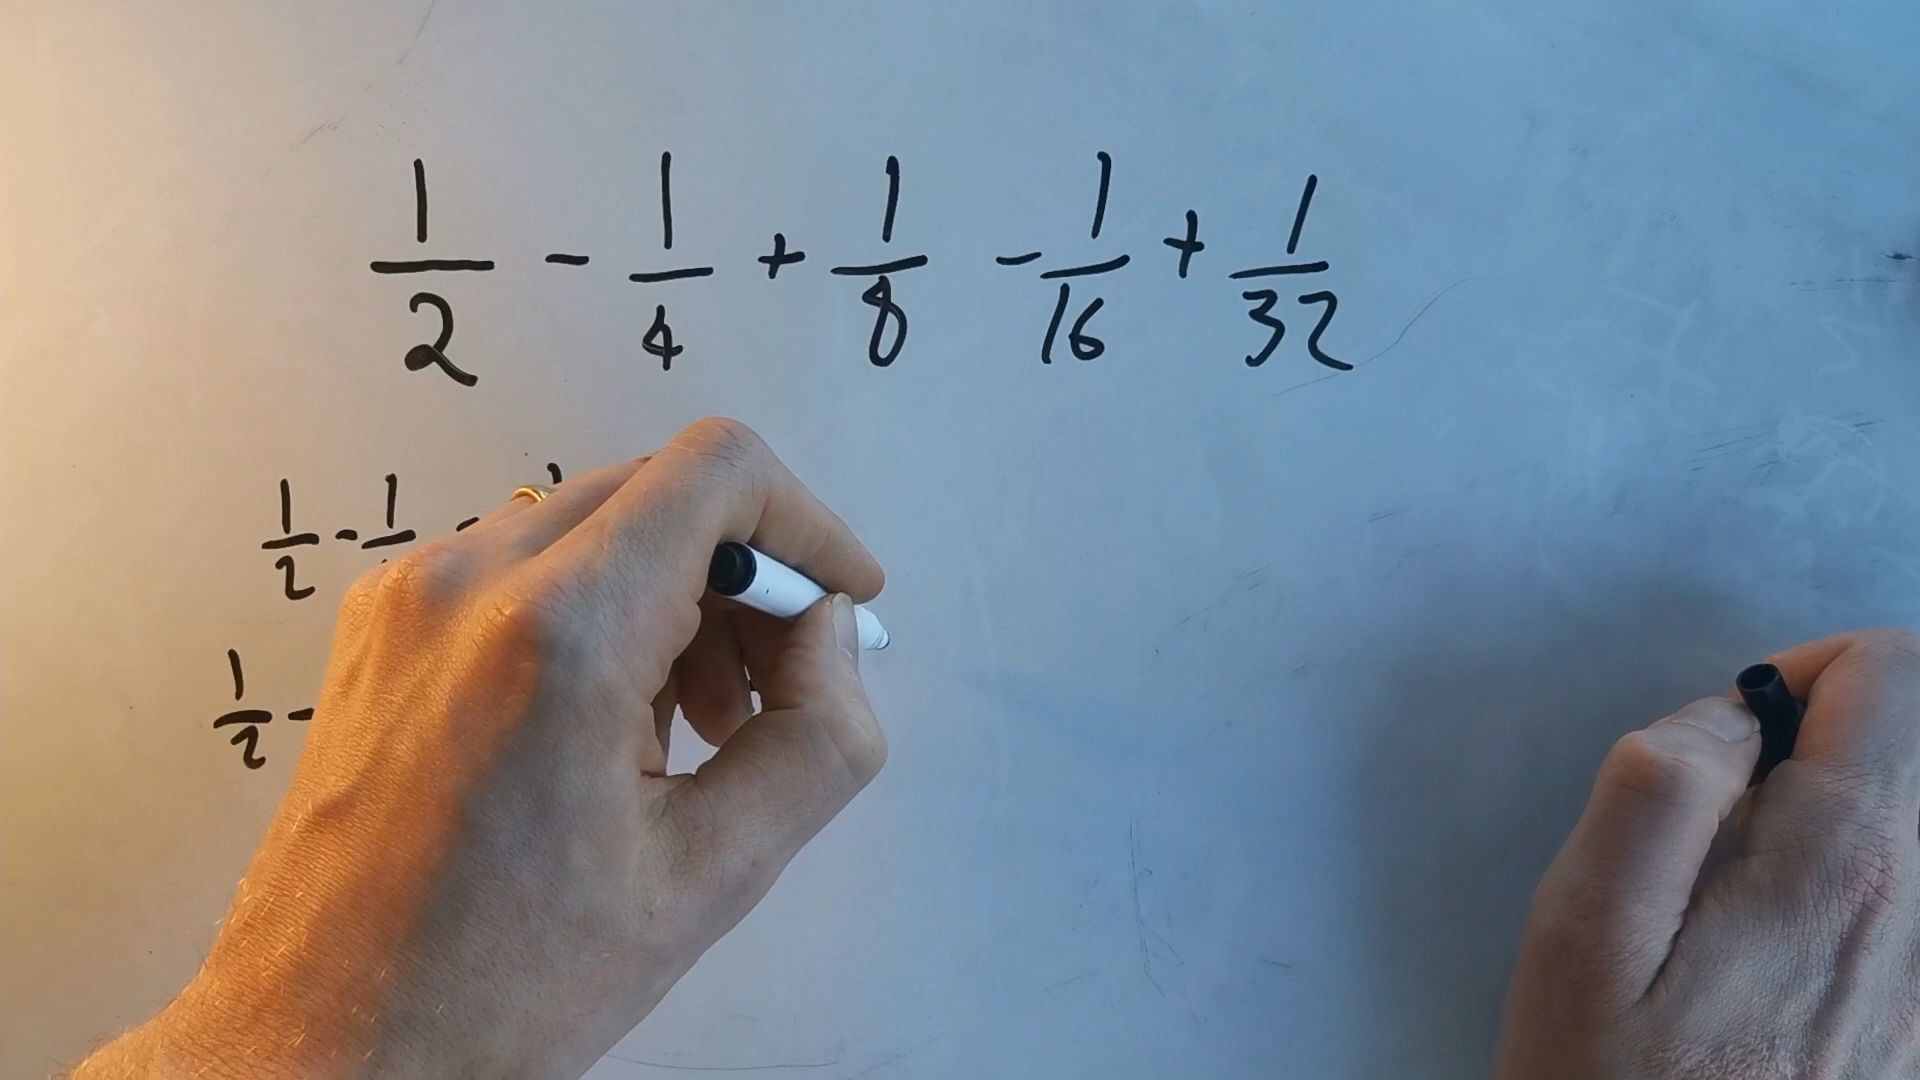 1/2 - 1/4 + 1/8 - 1/16 + 1/32
1/2 - 1/
1/2 -